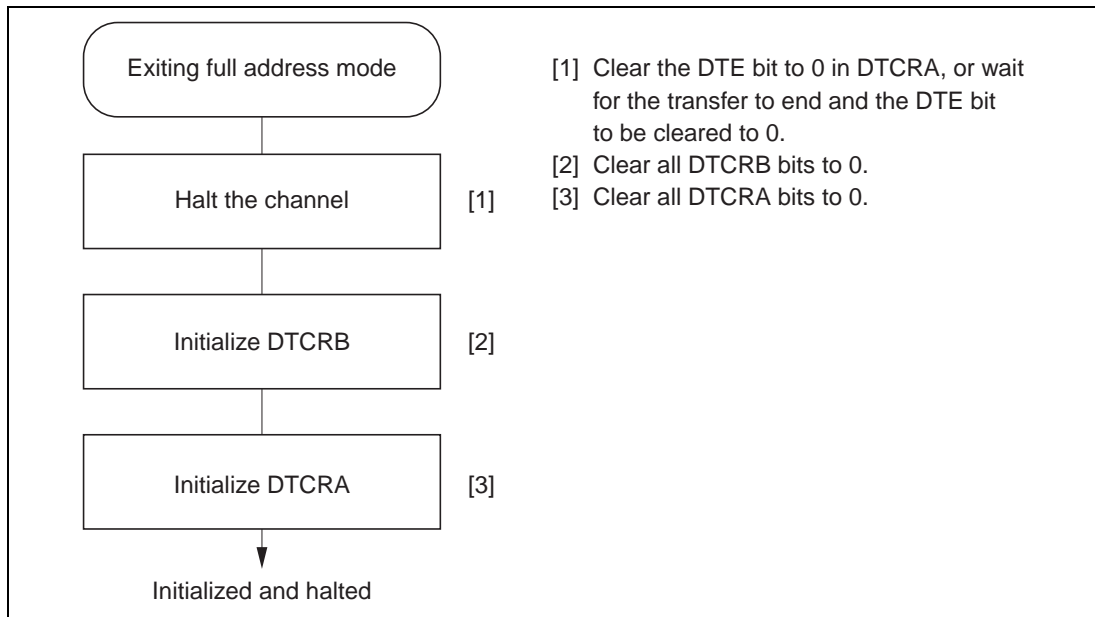 Exiting full address mode
Halt the channel
[1]
Initialize DTCRB
[2]
Initialize DTCRA
[3]
Initialized and halted
[1] Clear the DTE bit to 0 in DTCRA, or wait
for the transfer to end and the DTE bit
to be cleared to 0.
[2] Clear all DTCRB bits to 0.
[3] Clear all DTCRA bits to 0.